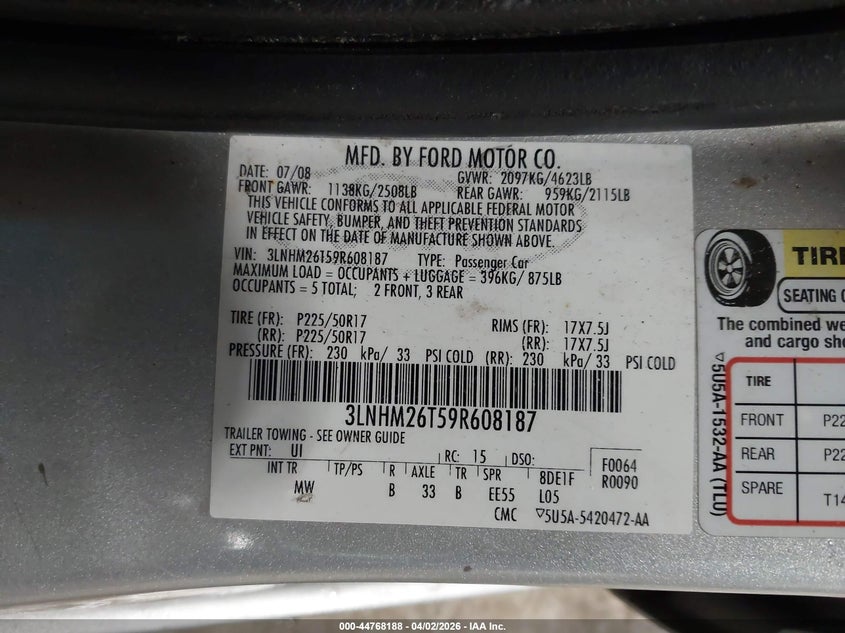 MFD. BY FORD MOTOR CO.
DATE: 07/08 GVWR: 2097KG/4623LB
FRONT GAWR: 1138KG/2508LB REAR GAWR: 959KG/2115LB
THIS VEHICLE CONFORMS TO ALL APPLICABLE FEDERAL MOTOR
VEHICLE SAFETY, BUMPER, AND THEFT PREVENTION STANDARDS
IN EFFECT ON THE DATE OF MANUFACTURE SHOWN ABOVE.
VIN: 3LNHM26T59R608187 TYPE: Passenger Car
MAXIMUM LOAD = OCCUPANTS + LUGGAGE = 396KG/ 875LB
OCCUPANTS = 5 TOTAL; 2 FRONT, 3 REAR
TIRE (FR): P225/50R17 RIMS (FR): 17X7.5J
(RR): P225/50R17 (RR): 17X7.5J
PRESSURE (FR): 230 kPa/ 33 PSI COLD (RR): 230 kPa/ 33 PSI COLD
3LNHM26T59R608187
TRAILER TOWING - SEE OWNER GUIDE
EXT PNT: UI RC: 15 DSO: F0064
INT TR TP/PS R AXLE TR SPR 8DE1F R0090
MW B 33 B EE55 L05
CMC ▽5U5A-5420472-AA
TIRE
SEATING
The combined
and cargo
TIRE
FRONT P22
REAR P22
SPARE T14
▽5U5A-1532-AA (TLU)
000-44768188 - 04/02/2026 - IAA Inc.